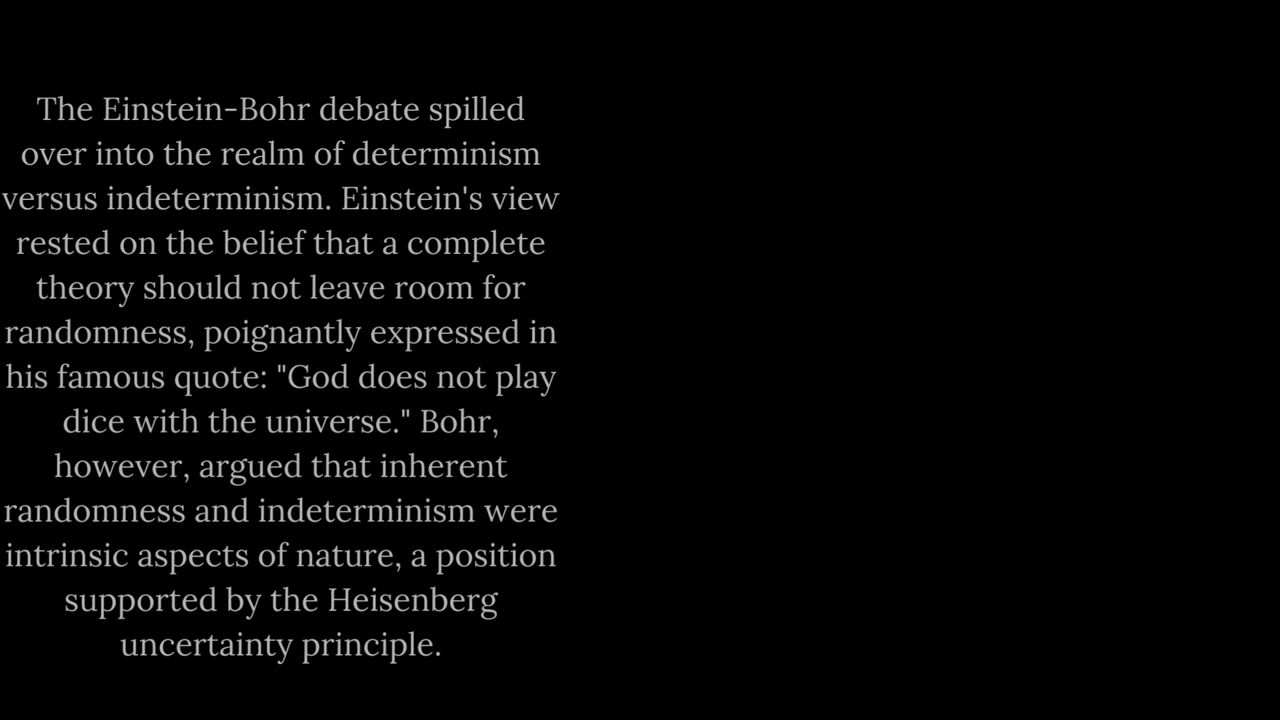 The Einstein-Bohr debate spilled
over into the realm of determinism
versus indeterminism. Einstein's view
rested on the belief that a complete
theory should not leave room for
randomness, poignantly expressed in
his famous quote: "God does not play
dice with the universe." Bohr,
however, argued that inherent
randomness and indeterminism were
intrinsic aspects of nature, a position
supported by the Heisenberg
uncertainty principle.